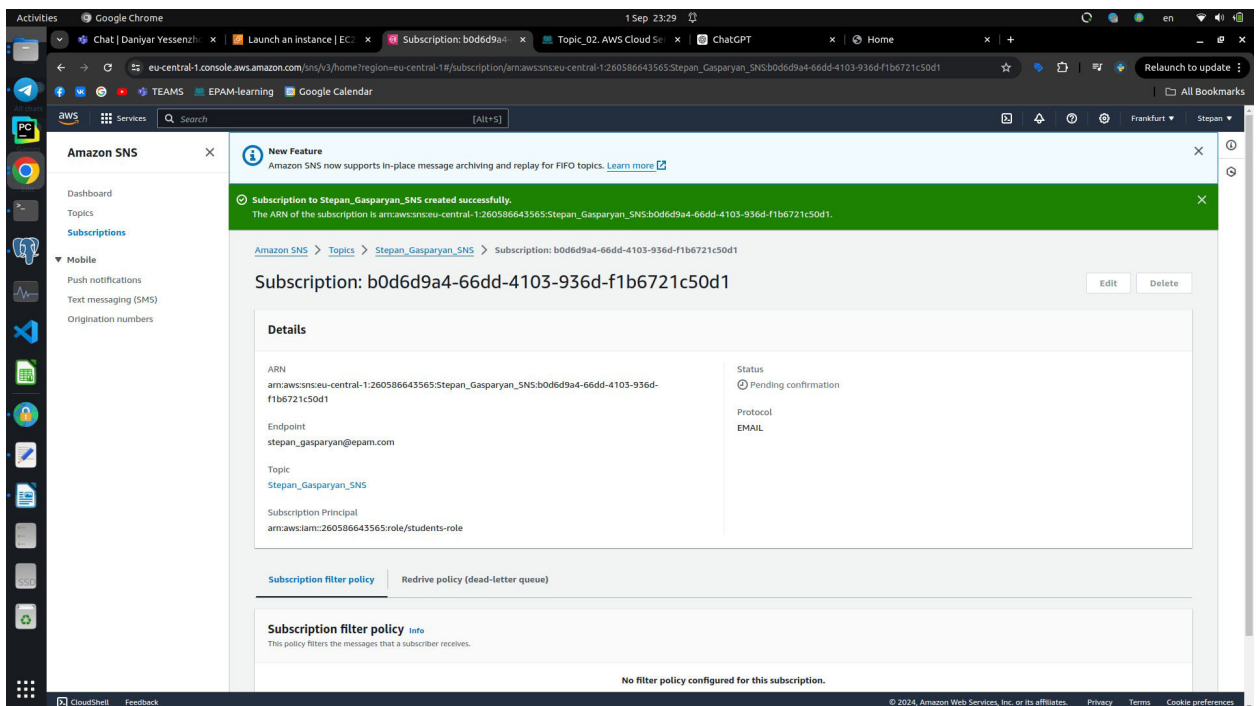 Activities
Google Chrome
1 Sep 23:29
en
Chat | Daniyar Yessenzh
Launch an instance | EC2
Subscription: b0d6d9a4-
Topic_02. AWS Cloud Se
ChatGPT
Home
eu-central-1.console.aws.amazon.com/sns/v3/home?region=eu-central-1#/subscription/arn:aws:sns:eu-central-1:260586643565:Stepan_Gasparyan_SNS:b0d6d9a4-66dd-4103-936d-f1b6721c50d1
Relaunch to update
TEAMS
EPAM-learning
Google Calendar
All Bookmarks
All chats
PC
aws
Services
Search
[Alt+S]
Frankfurt
Stepan
Amazon SNS
Dashboard
Topics
Subscriptions
Mobile
Push notifications
Text messaging (SMS)
Origination numbers
New Feature
Amazon SNS now supports in-place message archiving and replay for FIFO topics. Learn more
Subscription to Stepan_Gasparyan_SNS created successfully.
The ARN of the subscription is arn:aws:sns:eu-central-1:260586643565:Stepan_Gasparyan_SNS:b0d6d9a4-66dd-4103-936d-f1b6721c50d1.
Amazon SNS > Topics > Stepan_Gasparyan_SNS > Subscription: b0d6d9a4-66dd-4103-936d-f1b6721c50d1
Subscription: b0d6d9a4-66dd-4103-936d-f1b6721c50d1
Edit
Delete
Details
ARN
arn:aws:sns:eu-central-1:260586643565:Stepan_Gasparyan_SNS:b0d6d9a4-66dd-4103-936d-
f1b6721c50d1
Endpoint
stepan_gasparyan@epam.com
Topic
Stepan_Gasparyan_SNS
Subscription Principal
arn:aws:iam::260586643565:role/students-role
Status
Pending confirmation
Protocol
EMAIL
Subscription filter policy
Redrive policy (dead-letter queue)
Subscription filter policy Info
This policy filters the messages that a subscriber receives.
No filter policy configured for this subscription.
SSD
CloudShell
Feedback
© 2024, Amazon Web Services, Inc. or its affiliates.
Privacy
Terms
Cookie preferences